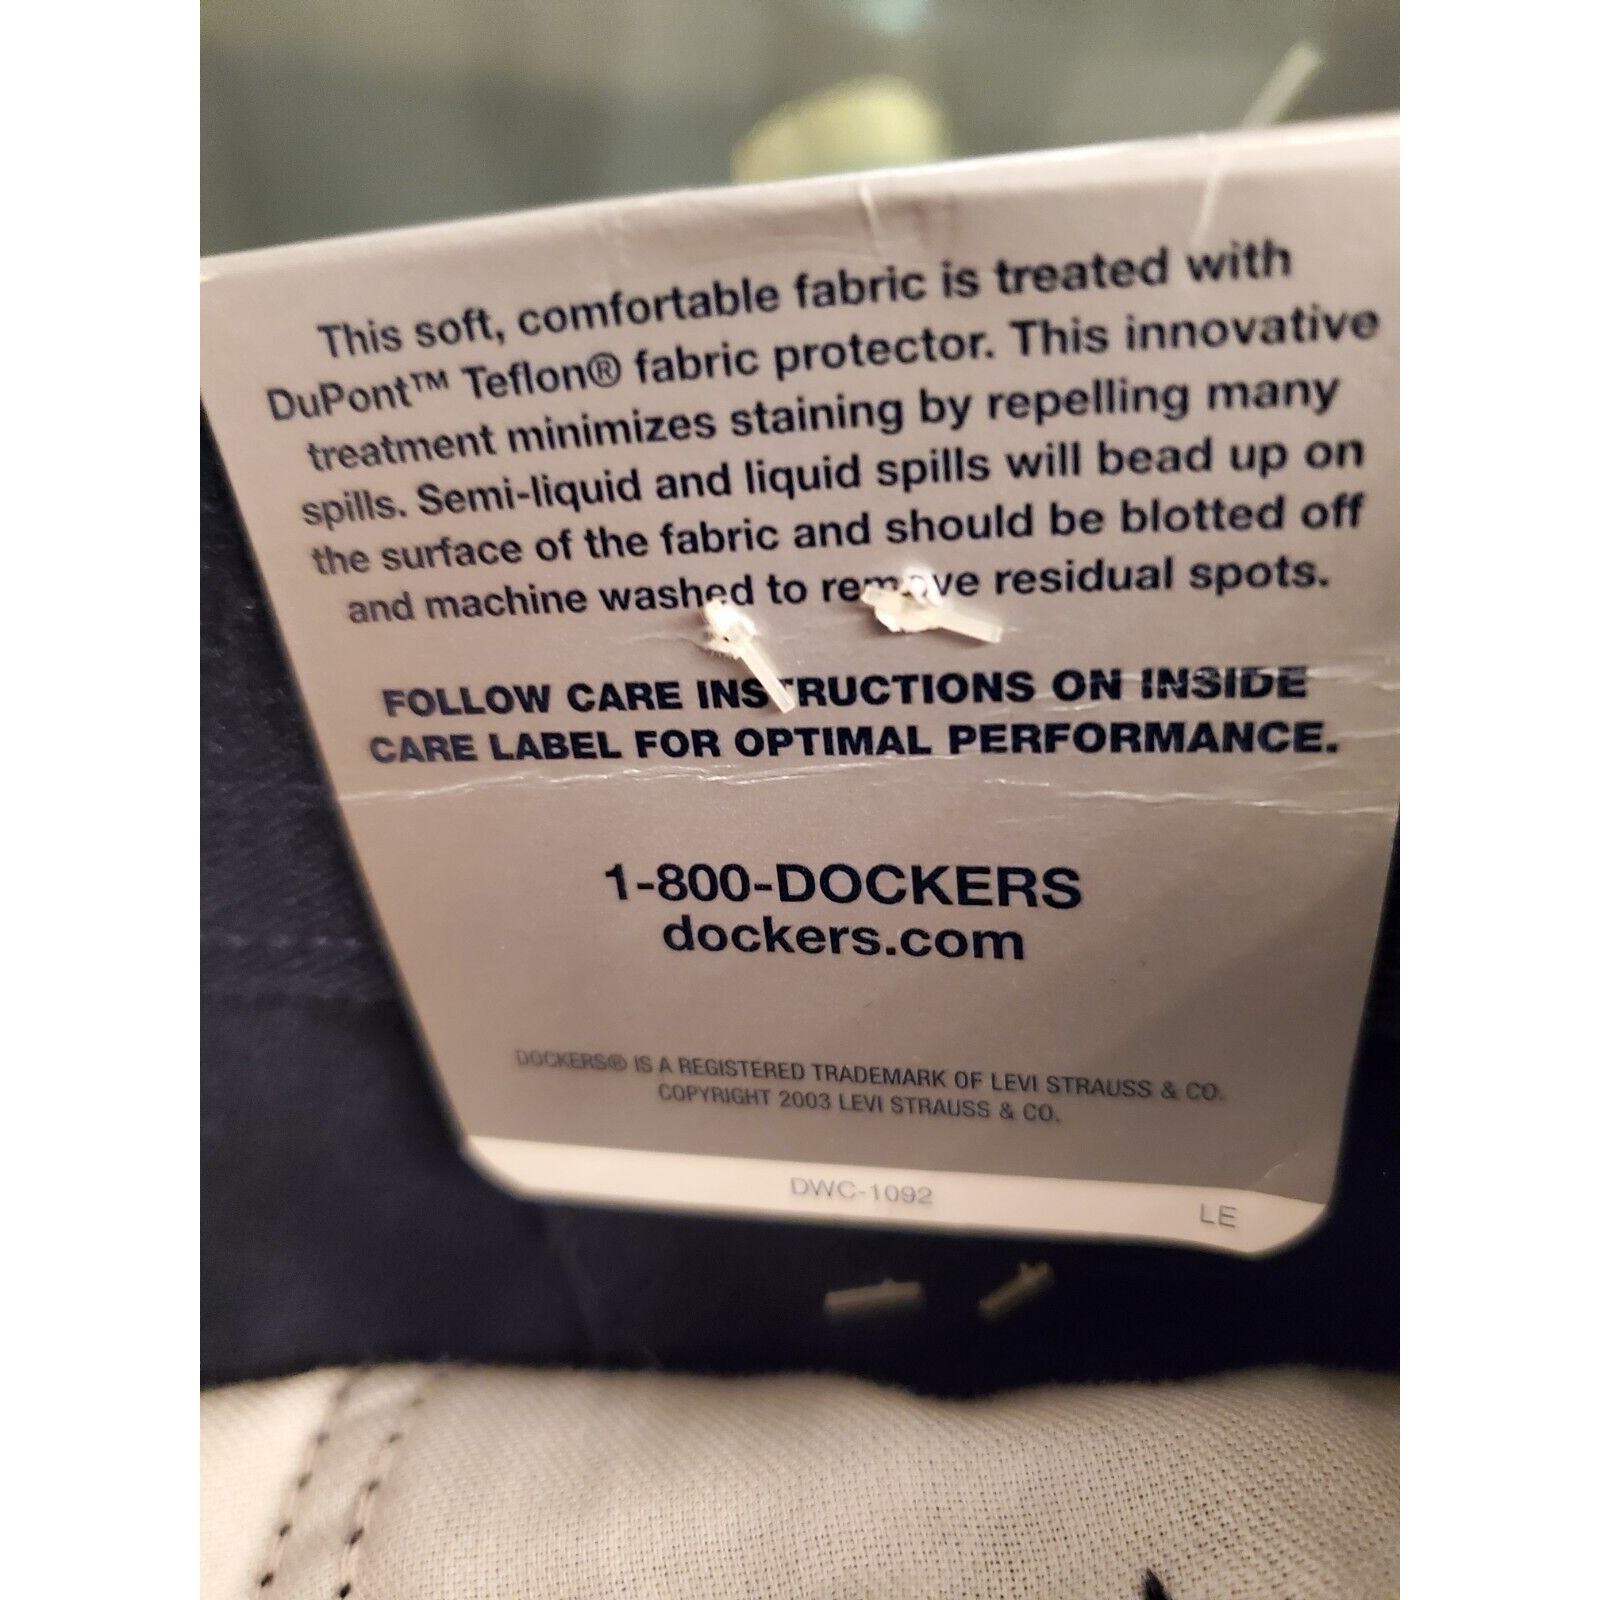 This soft, comfortable fabric is treated with
DuPont™ Teflon® fabric protector. This innovative
treatment minimizes staining by repelling many
spills. Semi-liquid and liquid spills will bead up on
the surface of the fabric and should be blotted off
and machine washed to remove residual spots.
FOLLOW CARE INSTRUCTIONS ON INSIDE
CARE LABEL FOR OPTIMAL PERFORMANCE.
1-800-DOCKERS
dockers.com
DOCKERS® IS A REGISTERED TRADEMARK OF LEVI STRAUSS & CO.
COPYRIGHT 2003 LEVI STRAUSS & CO.
DWC-1092
LE